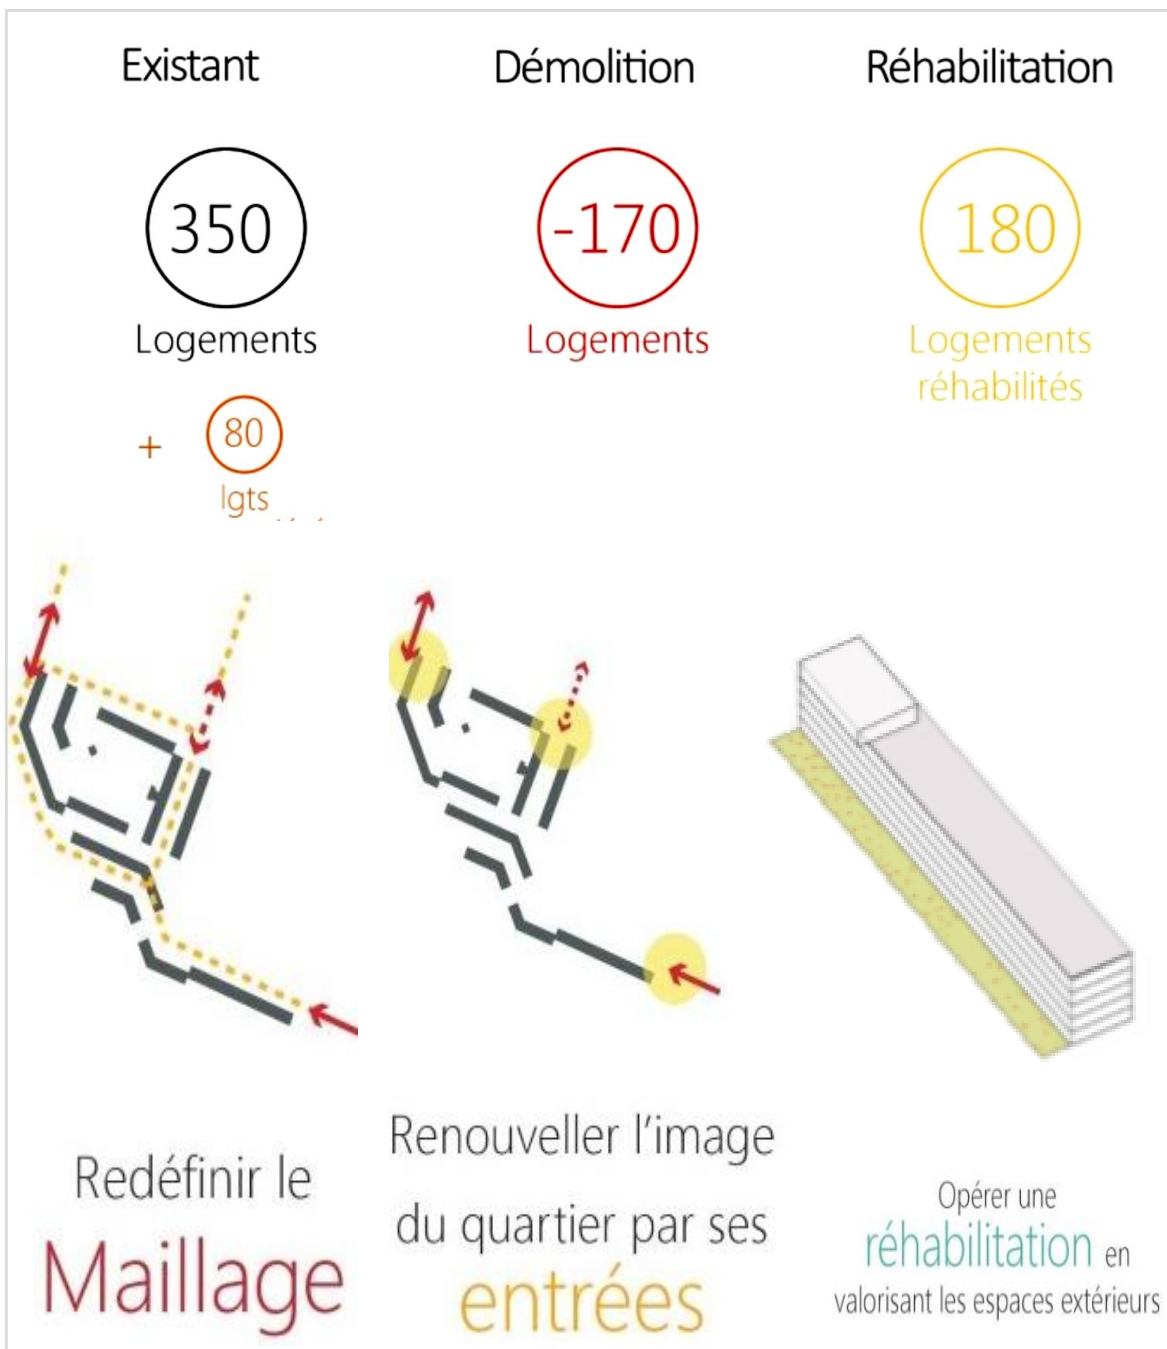 Existant
Démolition
Réhabilitation
350
-170
180
Logements
Logements
Logements
réhabilités
+
80
lgts
Redéfinir le
Maillage
Renouveller l'image
du quartier par ses
entrées
Opérer une
réhabilitation en
valorisant les espaces extérieurs